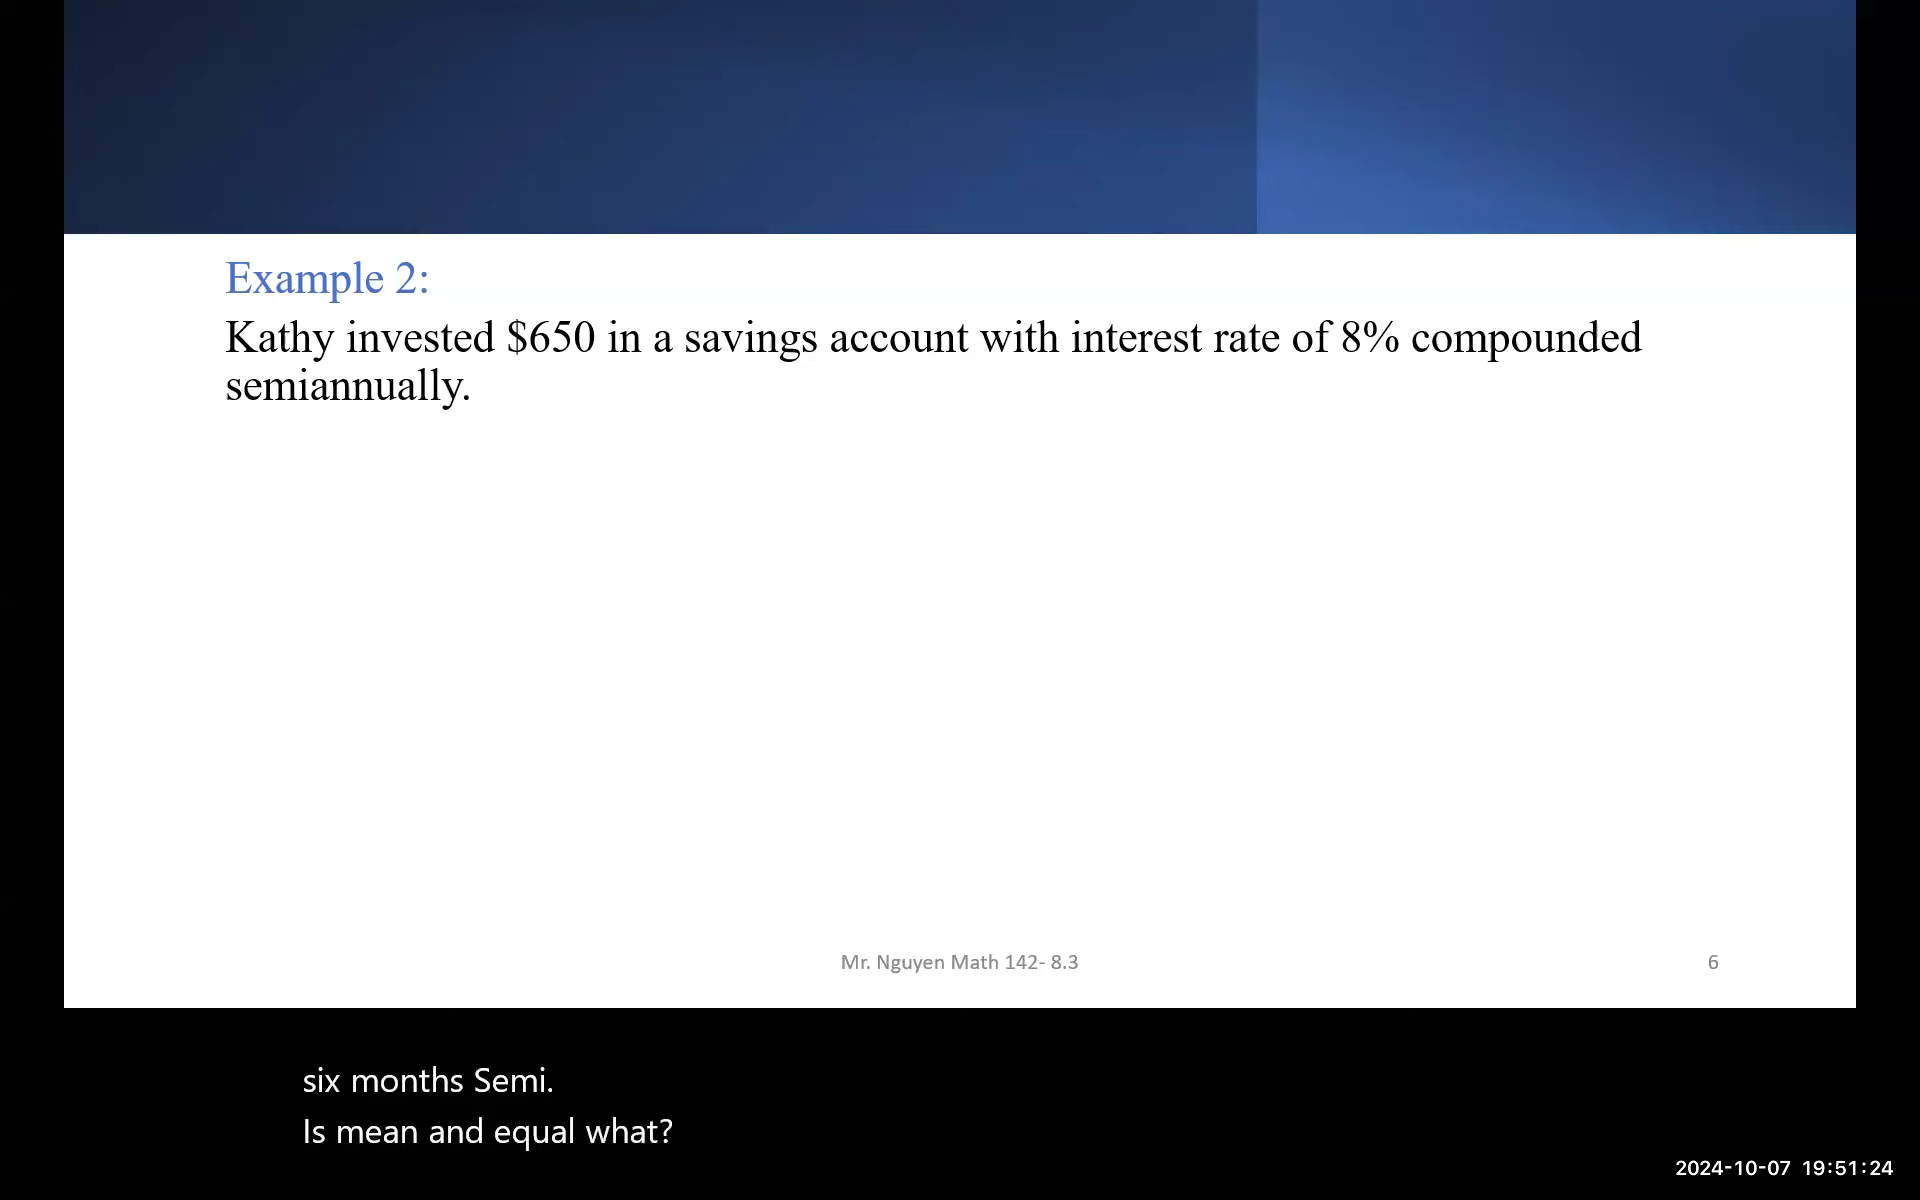 Example 2:
Kathy invested $650 in a savings account with interest rate of 8% compounded
semiannually.
Mr. Nguyen Math 142- 8.3
6
six months Semi.
Is mean and equal what?
2024-10-07 19:51:24